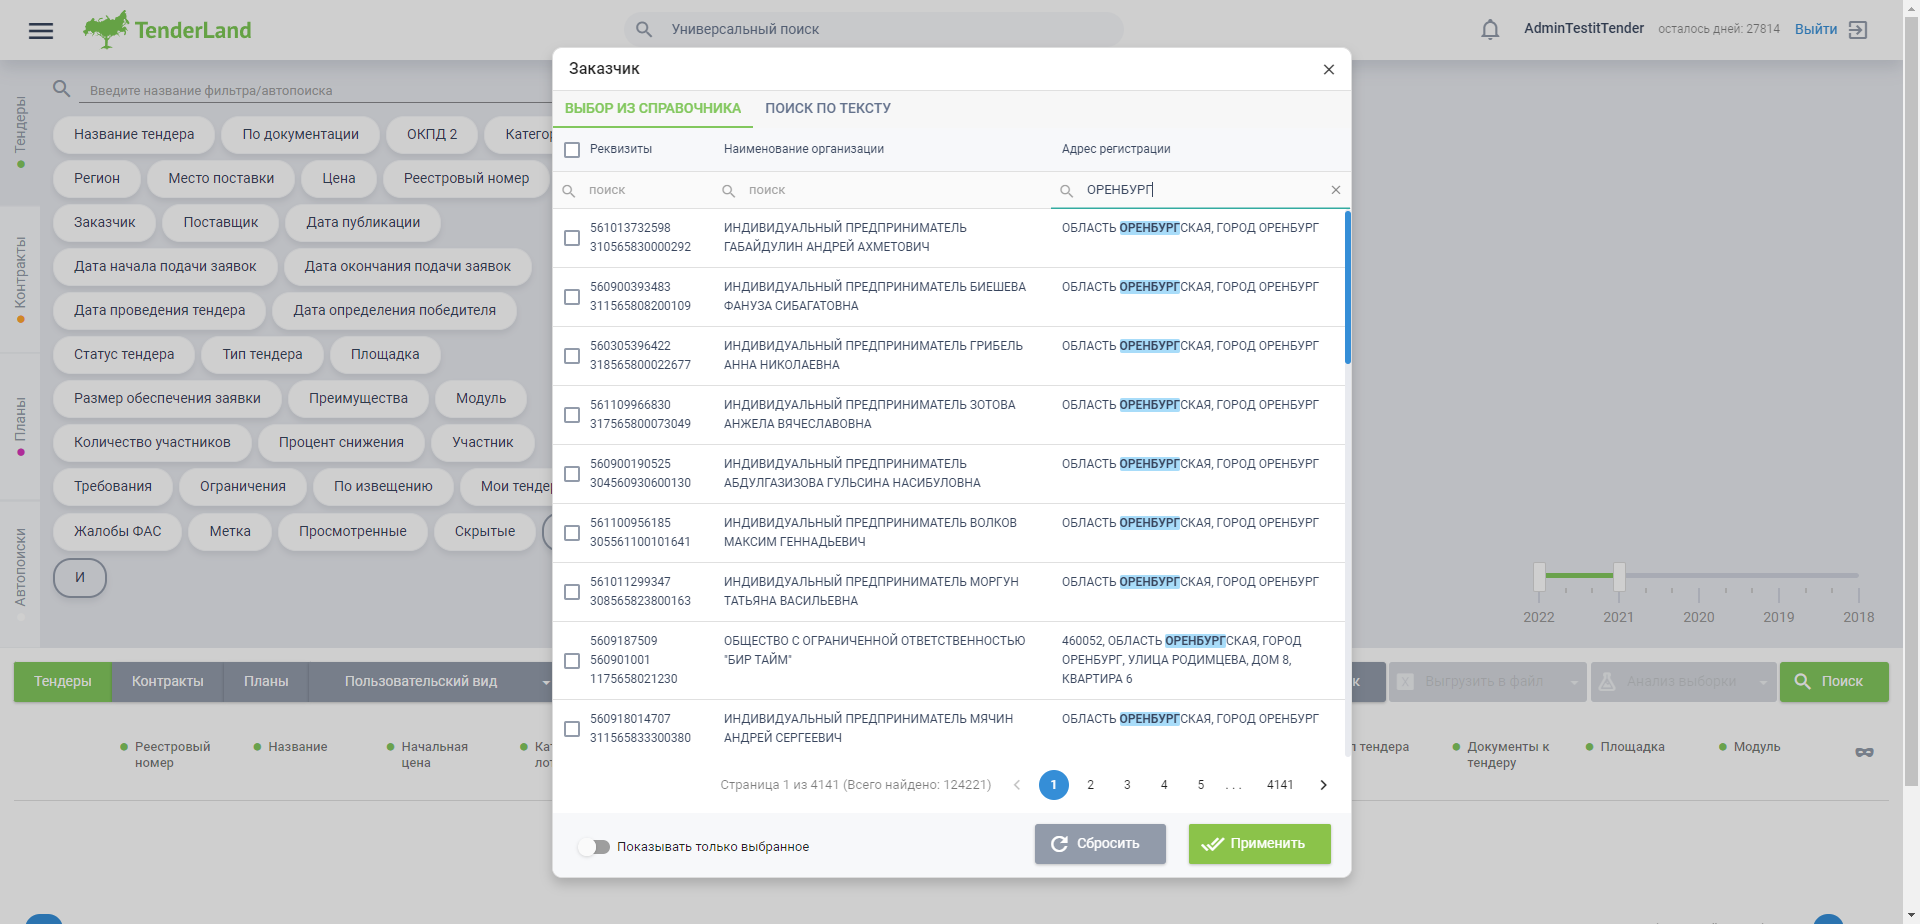 TenderLand
Универсальный поиск
AdminTestitTender
осталось дней: 27814
Выйти
Введите название фильтра/автопоиска
Тендеры
Контракты
Планы
Автопоиски
Название тендера
По документации
ОКПД 2
Катего
Регион
Место поставки
Цена
Реестровый номер
Заказчик
Поставщик
Дата публикации
Дата начала подачи заявок
Дата окончания подачи заявок
Дата проведения тендера
Дата определения победителя
Статус тендера
Тип тендера
Площадка
Размер обеспечения заявки
Преимущества
Модуль
Количество участников
Процент снижения
Участник
Требования
Ограничения
По извещению
Мои тенде
Жалобы ФАС
Метка
Просмотренные
Скрытые
И
Заказчик
ВЫБОР ИЗ СПРАВОЧНИКА
ПОИСК ПО ТЕКСТУ
Реквизиты
Наименование организации
Адрес регистрации
поиск
поиск
ОРЕНБУРГ
561013732598
310565830000292
ИНДИВИДУАЛЬНЫЙ ПРЕДПРИНИМАТЕЛЬ
ГАБАЙДУЛИН АНДРЕЙ АХМЕТОВИЧ
ОБЛАСТЬ ОРЕНБУРГСКАЯ, ГОРОД ОРЕНБУРГ
560900393483
311565808200109
ИНДИВИДУАЛЬНЫЙ ПРЕДПРИНИМАТЕЛЬ БИЕШЕВА
ФАНУЗА СИБАГАТОВНА
ОБЛАСТЬ ОРЕНБУРГСКАЯ, ГОРОД ОРЕНБУРГ
560305396422
318565800022677
ИНДИВИДУАЛЬНЫЙ ПРЕДПРИНИМАТЕЛЬ ГРИБЕЛЬ
АННА НИКОЛАЕВНА
ОБЛАСТЬ ОРЕНБУРГСКАЯ, ГОРОД ОРЕНБУРГ
561109966830
317565800073049
ИНДИВИДУАЛЬНЫЙ ПРЕДПРИНИМАТЕЛЬ ЗОТОВА
АНЖЕЛА ВЯЧЕСЛАВОВНА
ОБЛАСТЬ ОРЕНБУРГСКАЯ, ГОРОД ОРЕНБУРГ
560900190525
304560930600130
ИНДИВИДУАЛЬНЫЙ ПРЕДПРИНИМАТЕЛЬ
АБДУЛГАЗИЗОВА ГУЛЬСИНА НАСИБУЛОВНА
ОБЛАСТЬ ОРЕНБУРГСКАЯ, ГОРОД ОРЕНБУРГ
561100956185
305561100101641
ИНДИВИДУАЛЬНЫЙ ПРЕДПРИНИМАТЕЛЬ ВОЛКОВ
МАКСИМ ГЕННАДЬЕВИЧ
ОБЛАСТЬ ОРЕНБУРГСКАЯ, ГОРОД ОРЕНБУРГ
561011299347
308565823800163
ИНДИВИДУАЛЬНЫЙ ПРЕДПРИНИМАТЕЛЬ МОРГУН
ТАТЬЯНА ВАСИЛЬЕВНА
ОБЛАСТЬ ОРЕНБУРГСКАЯ, ГОРОД ОРЕНБУРГ
5609187509
560901001
1175658021230
ОБЩЕСТВО С ОГРАНИЧЕННОЙ ОТВЕТСТВЕННОСТЬЮ
"БИР ТАЙМ"
460052, ОБЛАСТЬ ОРЕНБУРГСКАЯ, ГОРОД
ОРЕНБУРГ, УЛИЦА РОДИМЦЕВА, ДОМ 8,
КВАРТИРА 6
560918014707
311565833300380
ИНДИВИДУАЛЬНЫЙ ПРЕДПРИНИМАТЕЛЬ МЯЧИН
АНДРЕЙ СЕРГЕЕВИЧ
ОБЛАСТЬ ОРЕНБУРГСКАЯ, ГОРОД ОРЕНБУРГ
Страница 1 из 4141 (Всего найдено: 124221)
1 2 3 4 5 . . . 4141
Показывать только выбранное
Сбросить
Применить
2022 2021 2020 2019 2018
Тендеры
Контракты
Планы
Пользовательский вид
к
Выгрузить в файл
Анализ выборки
Поиск
Реестровый
номер
Название
Начальная
цена
Ка
ло
п тендера
Документы к
тендеру
Площадка
Модуль